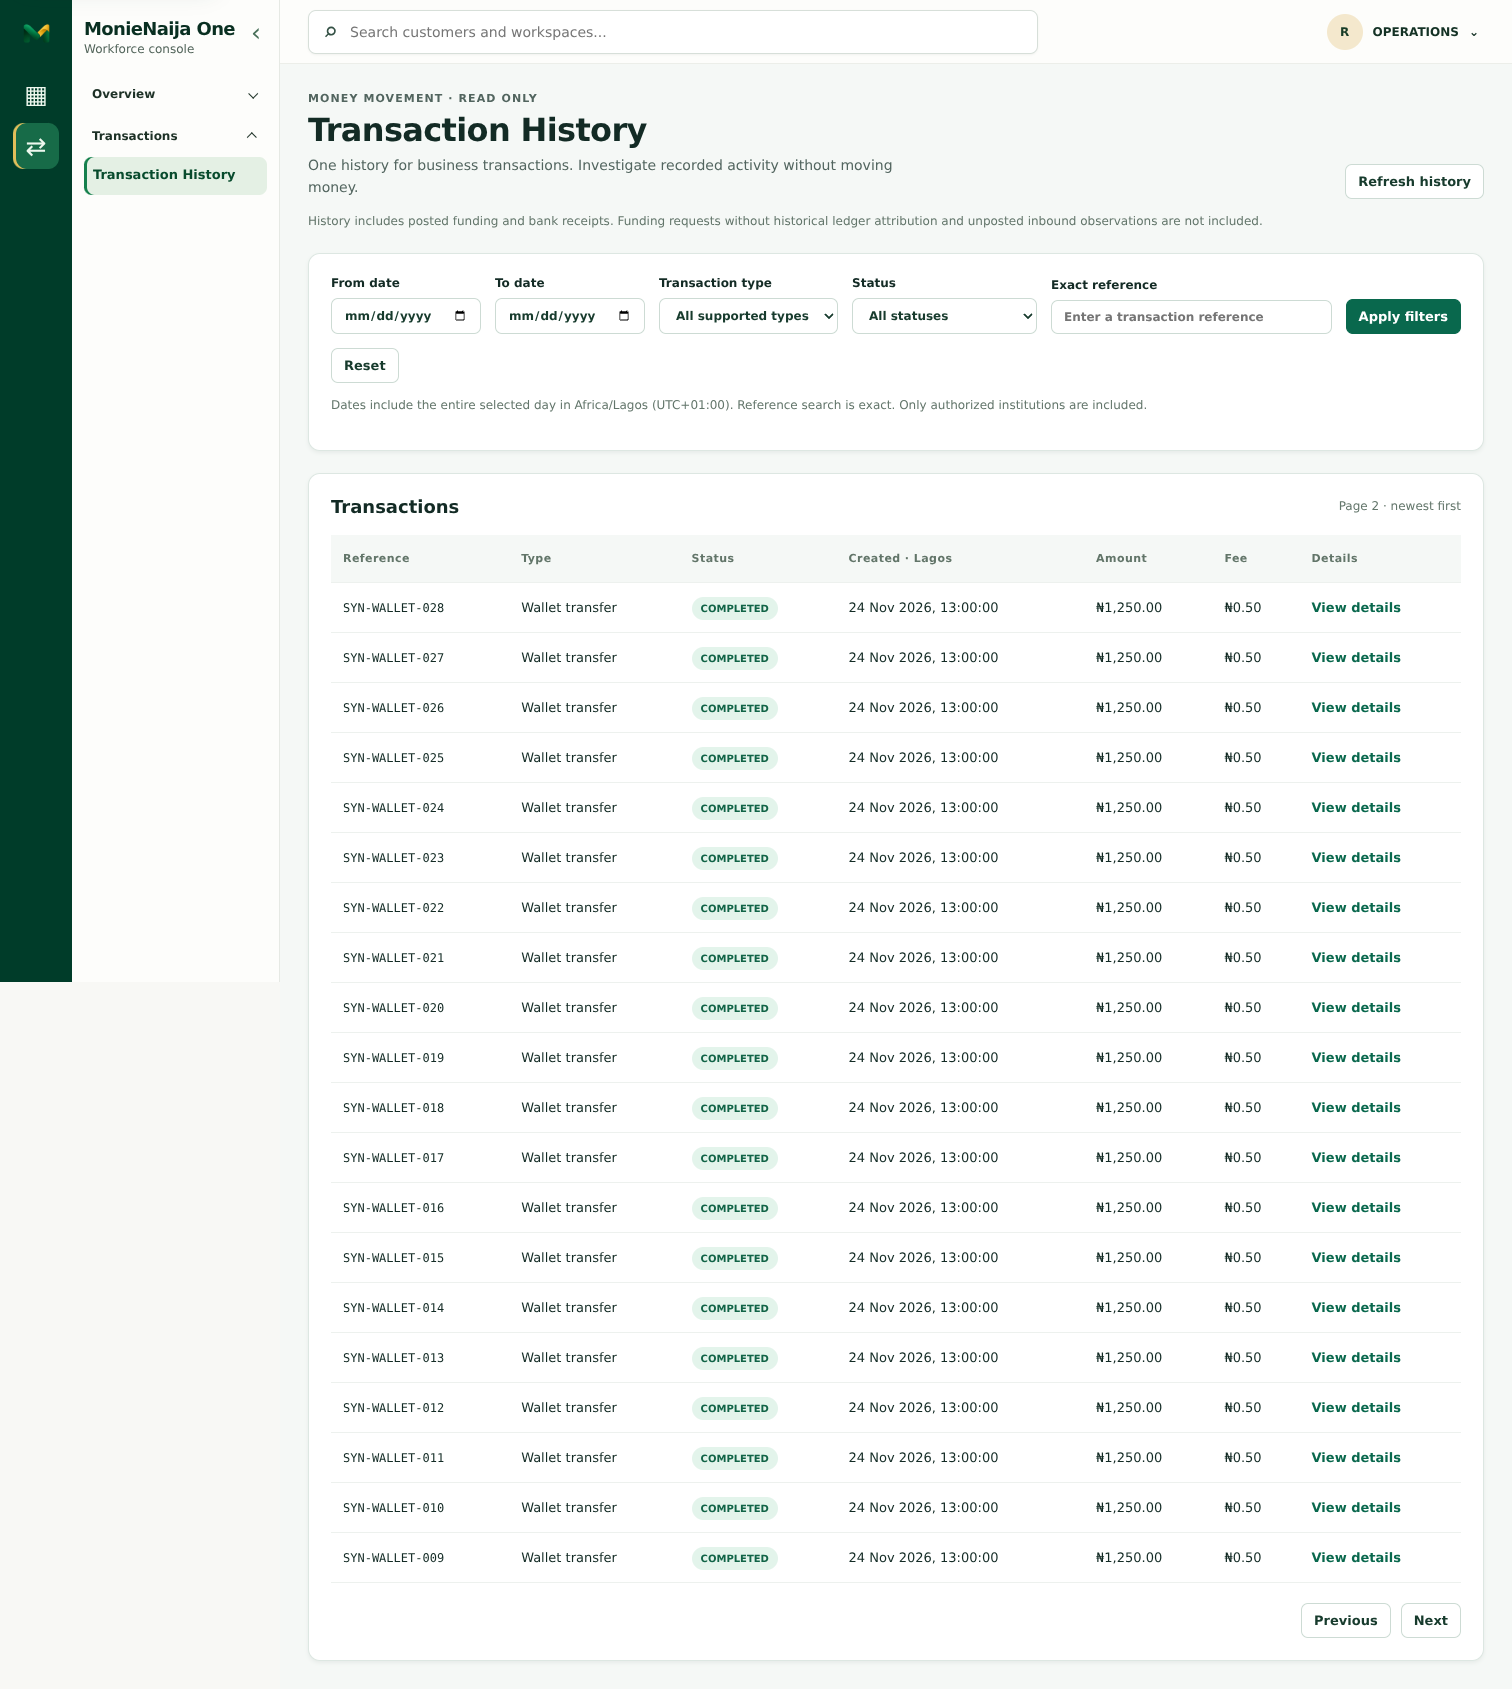 MonieNaija One
Workforce console
Overview
Transactions
Transaction History
Search customers and workspaces...
R OPERATIONS
MONEY MOVEMENT · READ ONLY
Transaction History
One history for business transactions. Investigate recorded activity without moving
money.
Refresh history
History includes posted funding and bank receipts. Funding requests without historical ledger attribution and unposted inbound observations are not included.
From date To date Transaction type Status Exact reference
mm/dd/yyyy mm/dd/yyyy All supported types All statuses Enter a transaction reference Apply filters
Reset
Dates include the entire selected day in Africa/Lagos (UTC+01:00). Reference search is exact. Only authorized institutions are included.
Transactions Page 2 · newest first
Reference Type Status Created · Lagos Amount Fee Details
SYN-WALLET-028 Wallet transfer COMPLETED 24 Nov 2026, 13:00:00 ₦1,250.00 ₦0.50 View details
SYN-WALLET-027 Wallet transfer COMPLETED 24 Nov 2026, 13:00:00 ₦1,250.00 ₦0.50 View details
SYN-WALLET-026 Wallet transfer COMPLETED 24 Nov 2026, 13:00:00 ₦1,250.00 ₦0.50 View details
SYN-WALLET-025 Wallet transfer COMPLETED 24 Nov 2026, 13:00:00 ₦1,250.00 ₦0.50 View details
SYN-WALLET-024 Wallet transfer COMPLETED 24 Nov 2026, 13:00:00 ₦1,250.00 ₦0.50 View details
SYN-WALLET-023 Wallet transfer COMPLETED 24 Nov 2026, 13:00:00 ₦1,250.00 ₦0.50 View details
SYN-WALLET-022 Wallet transfer COMPLETED 24 Nov 2026, 13:00:00 ₦1,250.00 ₦0.50 View details
SYN-WALLET-021 Wallet transfer COMPLETED 24 Nov 2026, 13:00:00 ₦1,250.00 ₦0.50 View details
SYN-WALLET-020 Wallet transfer COMPLETED 24 Nov 2026, 13:00:00 ₦1,250.00 ₦0.50 View details
SYN-WALLET-019 Wallet transfer COMPLETED 24 Nov 2026, 13:00:00 ₦1,250.00 ₦0.50 View details
SYN-WALLET-018 Wallet transfer COMPLETED 24 Nov 2026, 13:00:00 ₦1,250.00 ₦0.50 View details
SYN-WALLET-017 Wallet transfer COMPLETED 24 Nov 2026, 13:00:00 ₦1,250.00 ₦0.50 View details
SYN-WALLET-016 Wallet transfer COMPLETED 24 Nov 2026, 13:00:00 ₦1,250.00 ₦0.50 View details
SYN-WALLET-015 Wallet transfer COMPLETED 24 Nov 2026, 13:00:00 ₦1,250.00 ₦0.50 View details
SYN-WALLET-014 Wallet transfer COMPLETED 24 Nov 2026, 13:00:00 ₦1,250.00 ₦0.50 View details
SYN-WALLET-013 Wallet transfer COMPLETED 24 Nov 2026, 13:00:00 ₦1,250.00 ₦0.50 View details
SYN-WALLET-012 Wallet transfer COMPLETED 24 Nov 2026, 13:00:00 ₦1,250.00 ₦0.50 View details
SYN-WALLET-011 Wallet transfer COMPLETED 24 Nov 2026, 13:00:00 ₦1,250.00 ₦0.50 View details
SYN-WALLET-010 Wallet transfer COMPLETED 24 Nov 2026, 13:00:00 ₦1,250.00 ₦0.50 View details
SYN-WALLET-009 Wallet transfer COMPLETED 24 Nov 2026, 13:00:00 ₦1,250.00 ₦0.50 View details
Previous Next